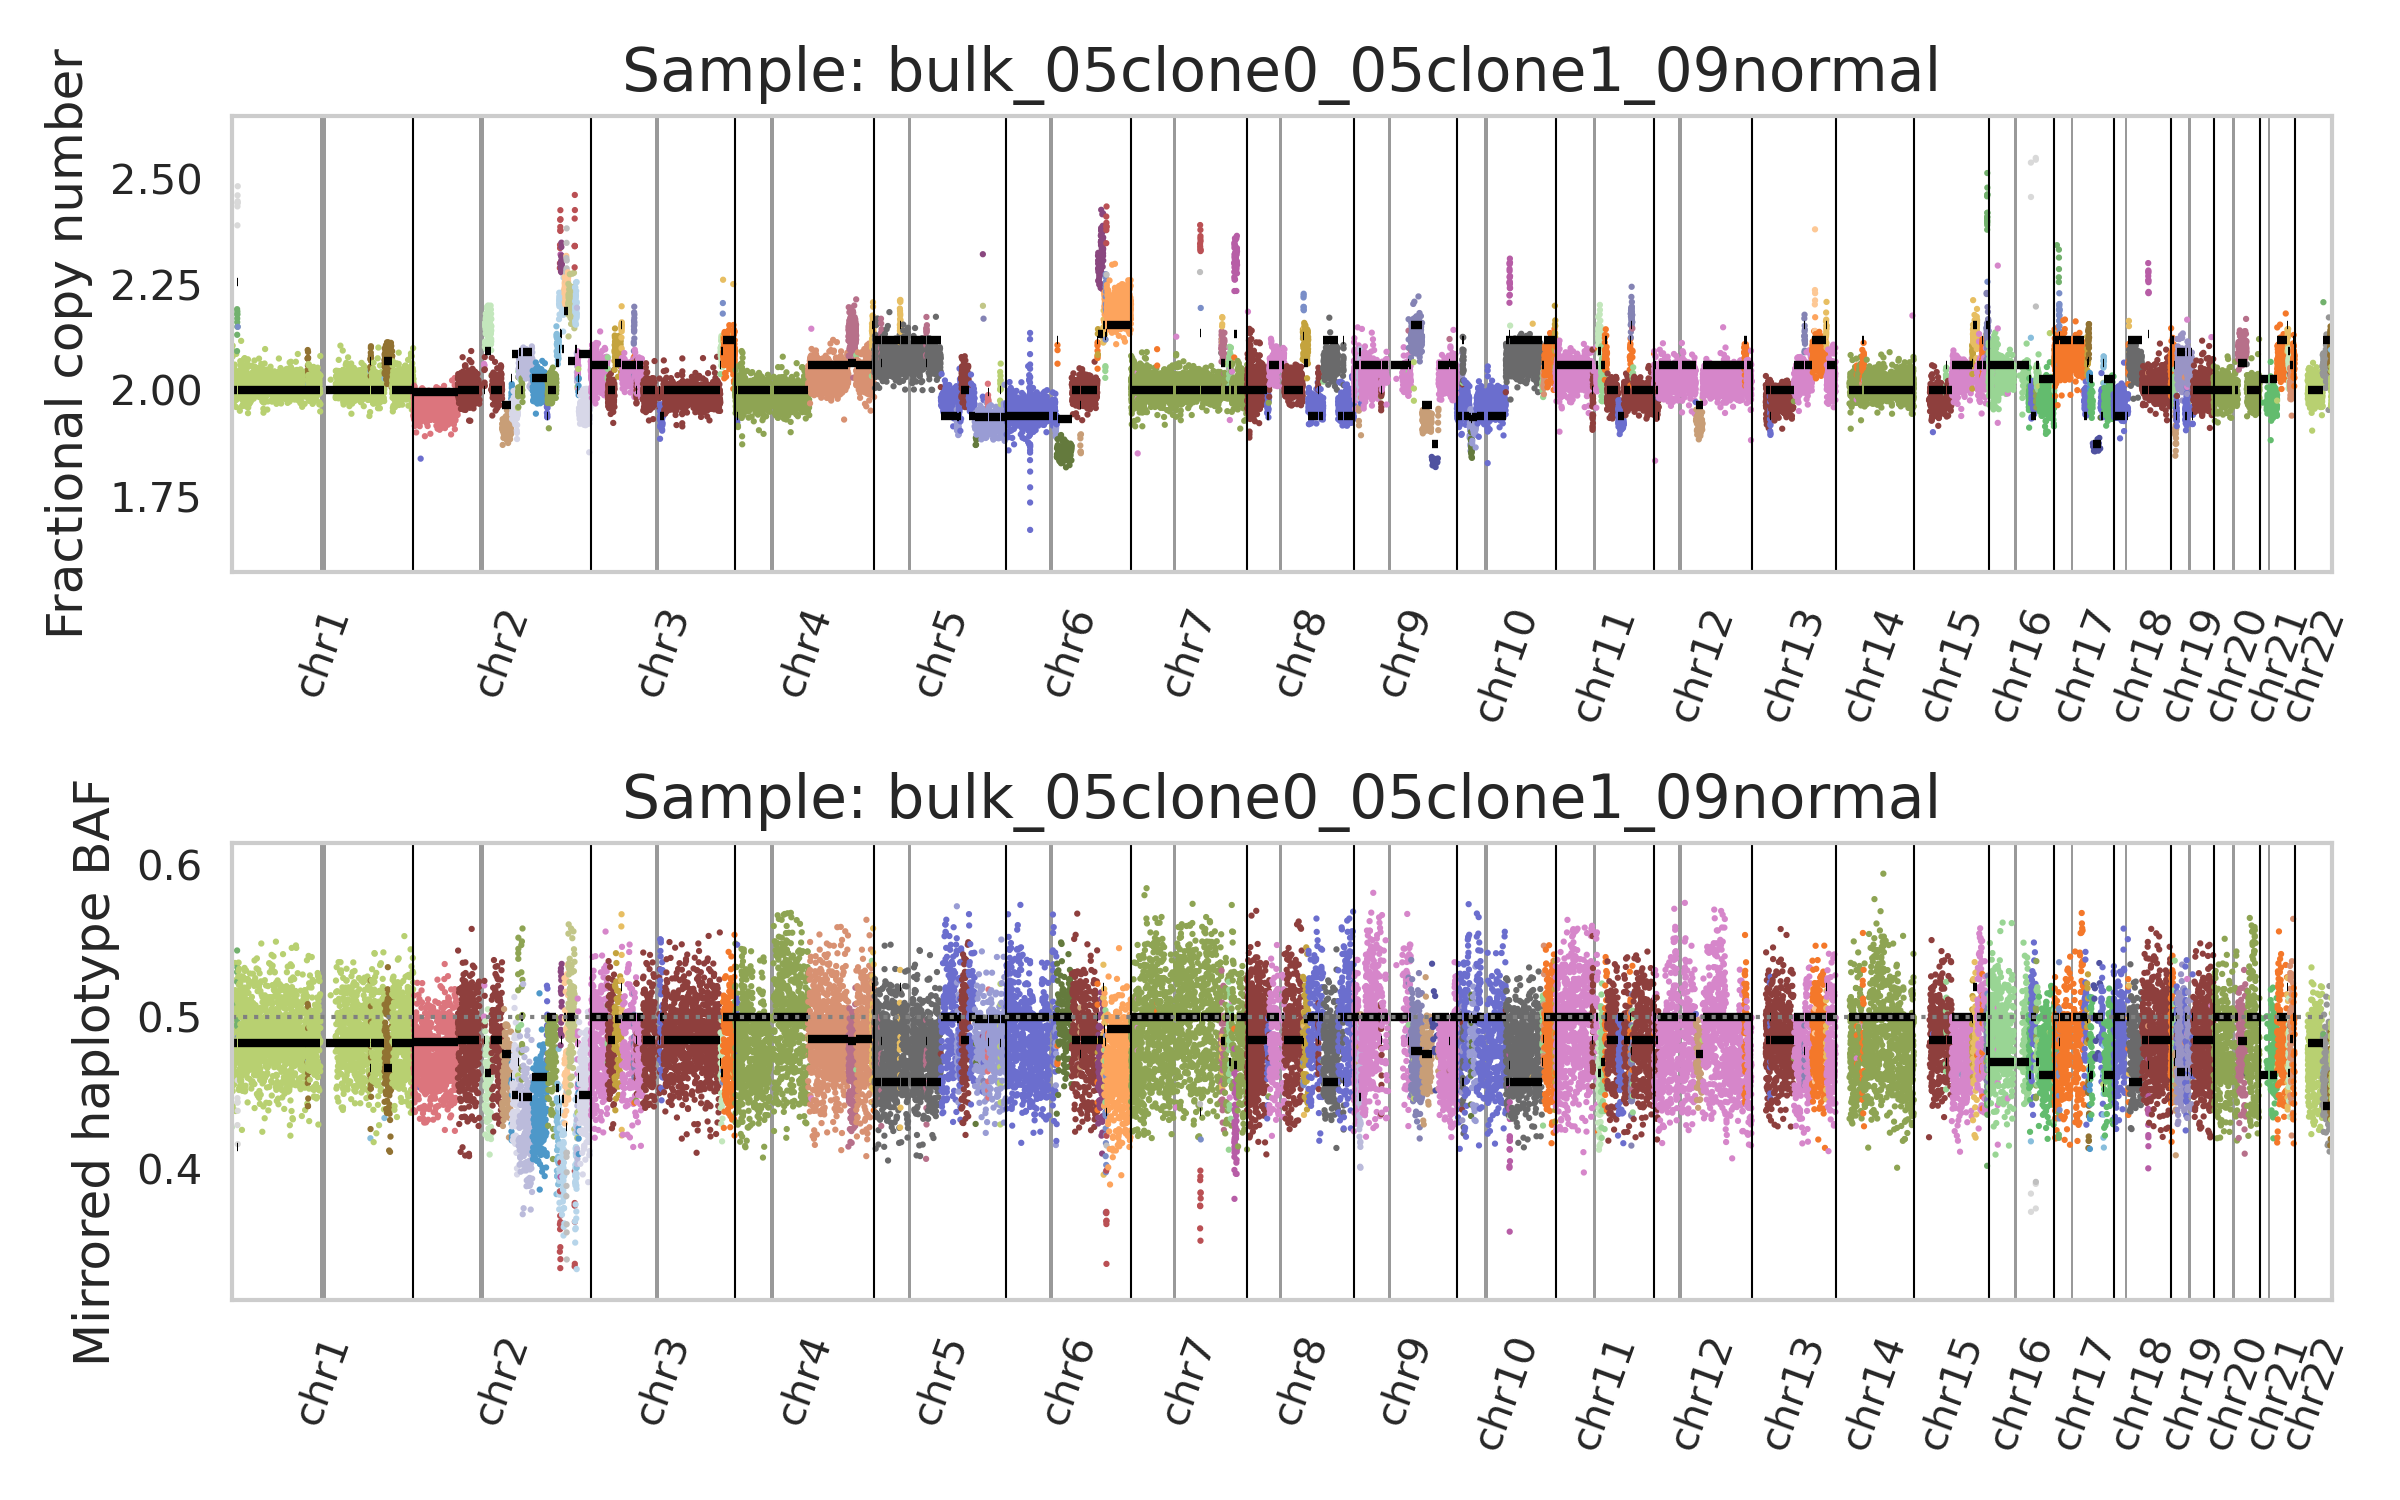 Sample: bulk_05clone0_05clone1_09normal
Fractional copy number
2.50
2.25
2.00
1.75
chr1 chr2 chr3 chr4 chr5 chr6 chr7 chr8 chr9 chr10 chr11 chr12 chr13 chr14 chr15 chr16 chr17 chr18 chr19 chr20 chr21 chr22
Sample: bulk_05clone0_05clone1_09normal
Mirrored haplotype BAF
0.6
0.5
0.4
chr1 chr2 chr3 chr4 chr5 chr6 chr7 chr8 chr9 chr10 chr11 chr12 chr13 chr14 chr15 chr16 chr17 chr18 chr19 chr20 chr21 chr22